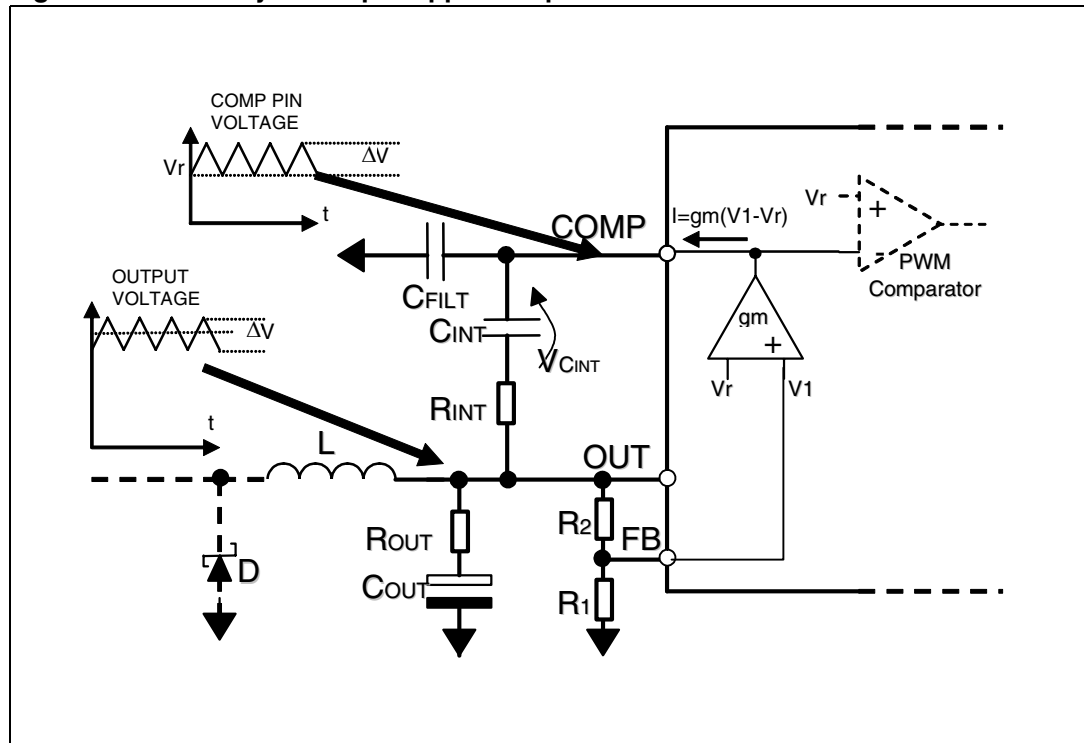 COMP PIN
VOLTAGE
Vr
ΔV
t
COMP
I=gm(V1-Vr)
Vr
+
-
PWM
Comparator
OUTPUT
VOLTAGE
ΔV
t
CFILT
CINT
VCINT
gm
+
Vr
V1
RINT
L
OUT
ROUT
R2
FB
D
COUT
R1